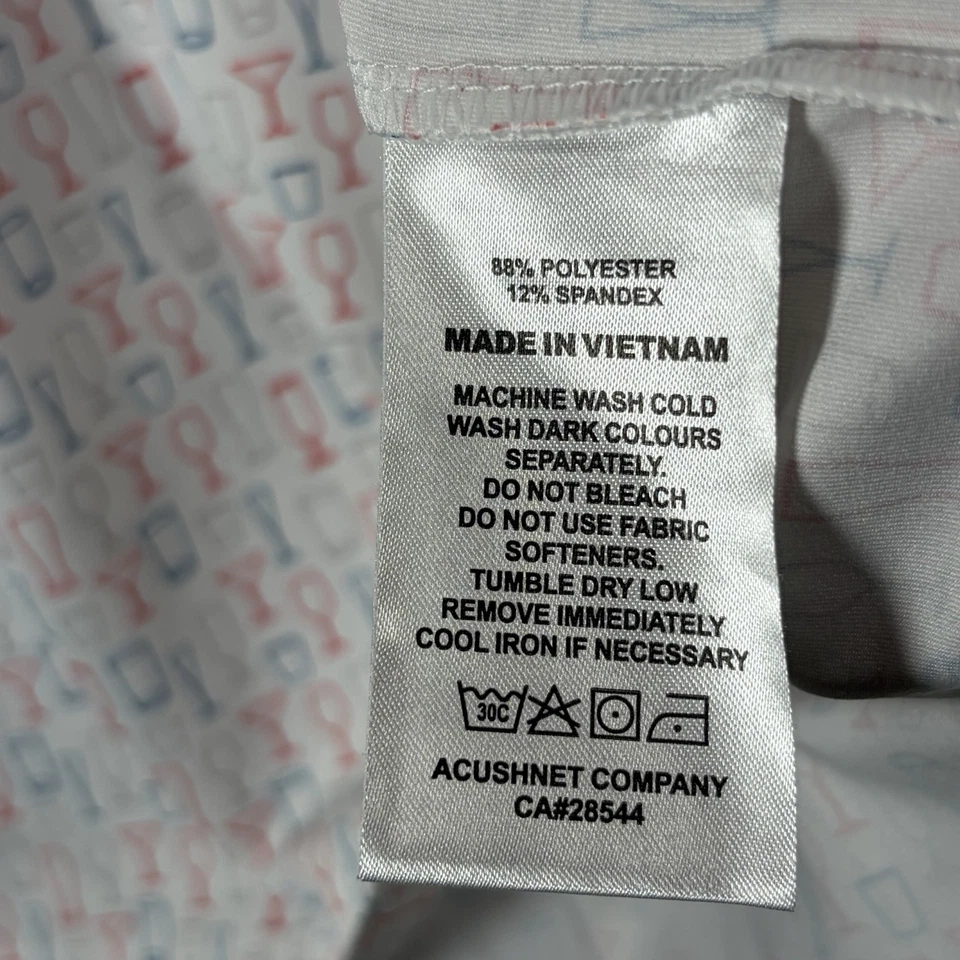 88% POLYESTER
12% SPANDEX
MADE IN VIETNAM
MACHINE WASH COLD
WASH DARK COLOURS
SEPARATELY.
DO NOT BLEACH
DO NOT USE FABRIC
SOFTENERS.
TUMBLE DRY LOW
REMOVE IMMEDIATELY
COOL IRON IF NECESSARY
30C
ACUSHNET COMPANY
CA#28544